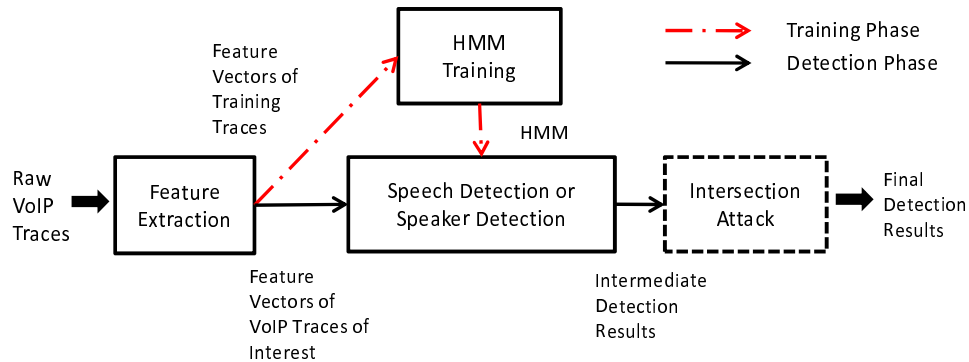 Feature
Vectors of
Training
Traces
HMM
Training
Training Phase
Detection Phase
HMM
Raw
VoIP
Traces
Feature
Extraction
Speech Detection or
Speaker Detection
Intersection
Attack
Final
Detection
Results
Feature
Vectors of
VoIP Traces of
Interest
Intermediate
Detection
Results